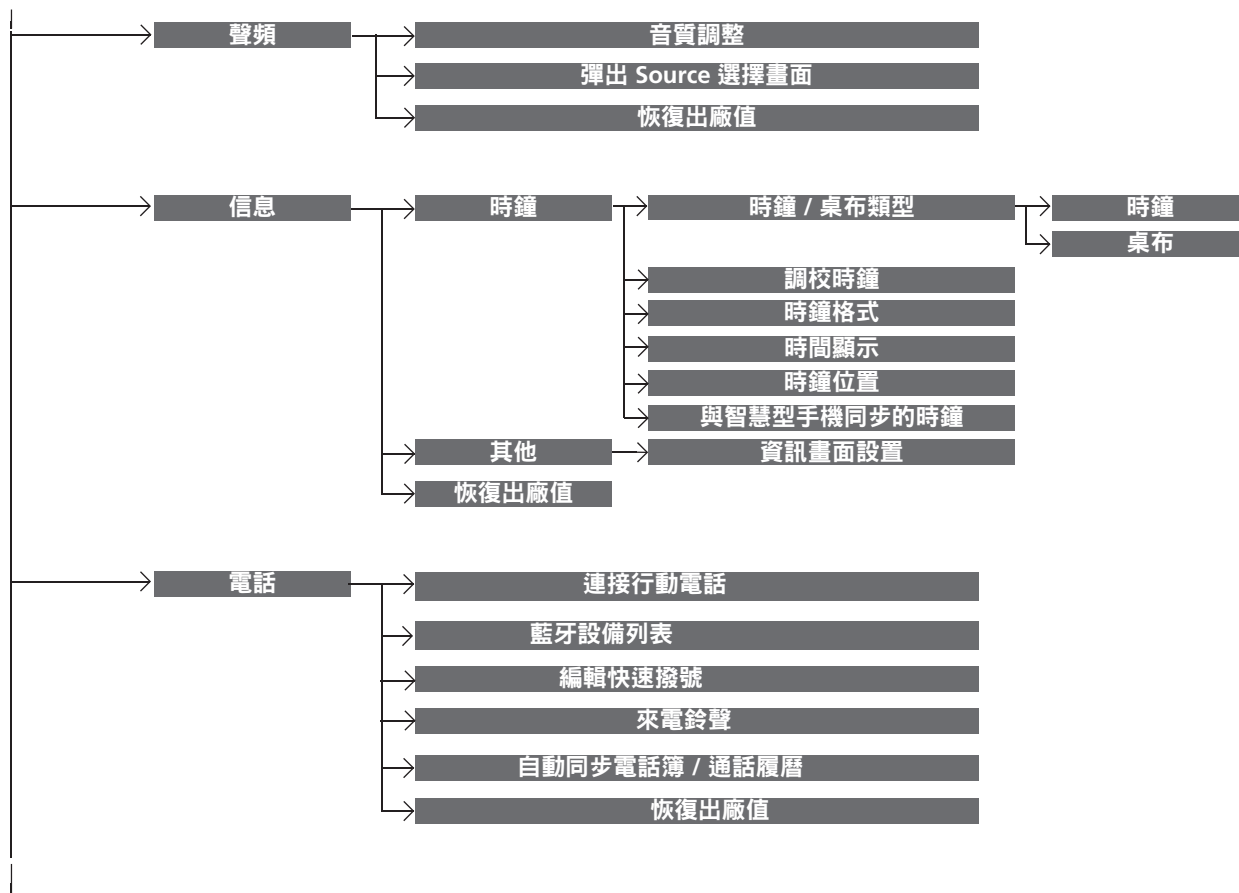 聲頻
音質調整
彈出 Source 選擇畫面
恢復出廠值
信息
時鐘
時鐘 / 桌布類型
時鐘
桌布
調校時鐘
時鐘格式
時間顯示
時鐘位置
與智慧型手機同步的時鐘
其他
資訊畫面設置
恢復出廠值
電話
連接行動電話
藍牙設備列表
編輯快速撥號
來電鈴聲
自動同步電話簿 / 通話履曆
恢復出廠值